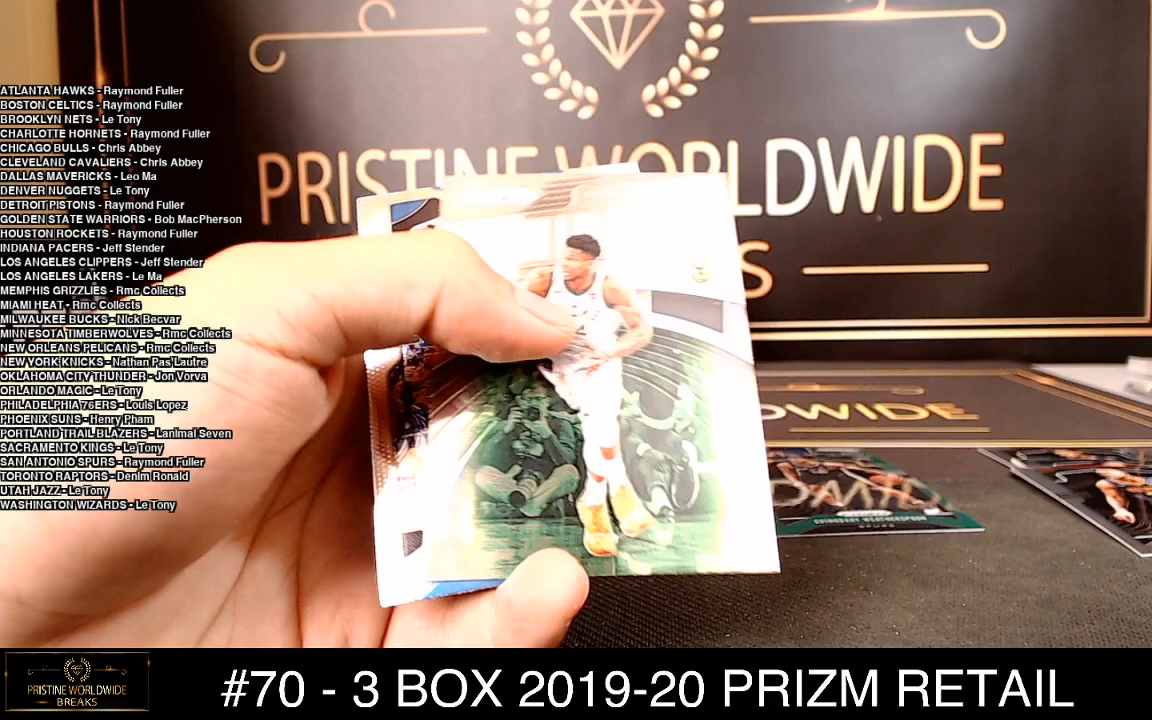 PRISTINE WORLDWIDE
S
ATLANTA HAWKS - Raymond Fuller
BOSTON CELTICS - Raymond Fuller
BROOKLYN NETS - Le Tony
CHARLOTTE HORNETS - Raymond Fuller
CHICAGO BULLS - Chris Abbey
CLEVELAND CAVALIERS - Chris Abbey
DALLAS MAVERICKS - Leo Ma
DENVER NUGGETS - Le Tony
DETROIT PISTONS - Raymond Fuller
GOLDEN STATE WARRIORS - Bob MacPherson
HOUSTON ROCKETS - Raymond Fuller
INDIANA PACERS - Jeff Stender
LOS ANGELES CLIPPERS - Jeff Stender
LOS ANGELES LAKERS - Le Ma
MEMPHIS GRIZZLIES - Rmc Collects
MIAMI HEAT - Rmc Collects
MILWAUKEE BUCKS - Nick Becvar
MINNESOTA TIMBERWOLVES - Rmc Collects
NEW ORLEANS PELICANS - Rmc Collects
NEW YORK KNICKS - Nathan Pas'Lautre
OKLAHOMA CITY THUNDER - Jon Vorva
ORLANDO MAGIC - Le Tony
PHILADELPHIA 76ERS - Louis Lopez
PHOENIX SUNS - Henry Pham
PORTLAND TRAIL BLAZERS - Lanimal Seven
SACRAMENTO KINGS - Le Tony
SAN ANTONIO SPURS - Raymond Fuller
TORONTO RAPTORS - Denim Ronald
UTAH JAZZ - Le Tony
WASHINGTON WIZARDS - Le Tony
DWIDE
QUINNDARY WEATHERSPOON
SPURS
PRISTINE WORLDWIDE
BREAKS
#70 - 3 BOX 2019-20 PRIZM RETAIL